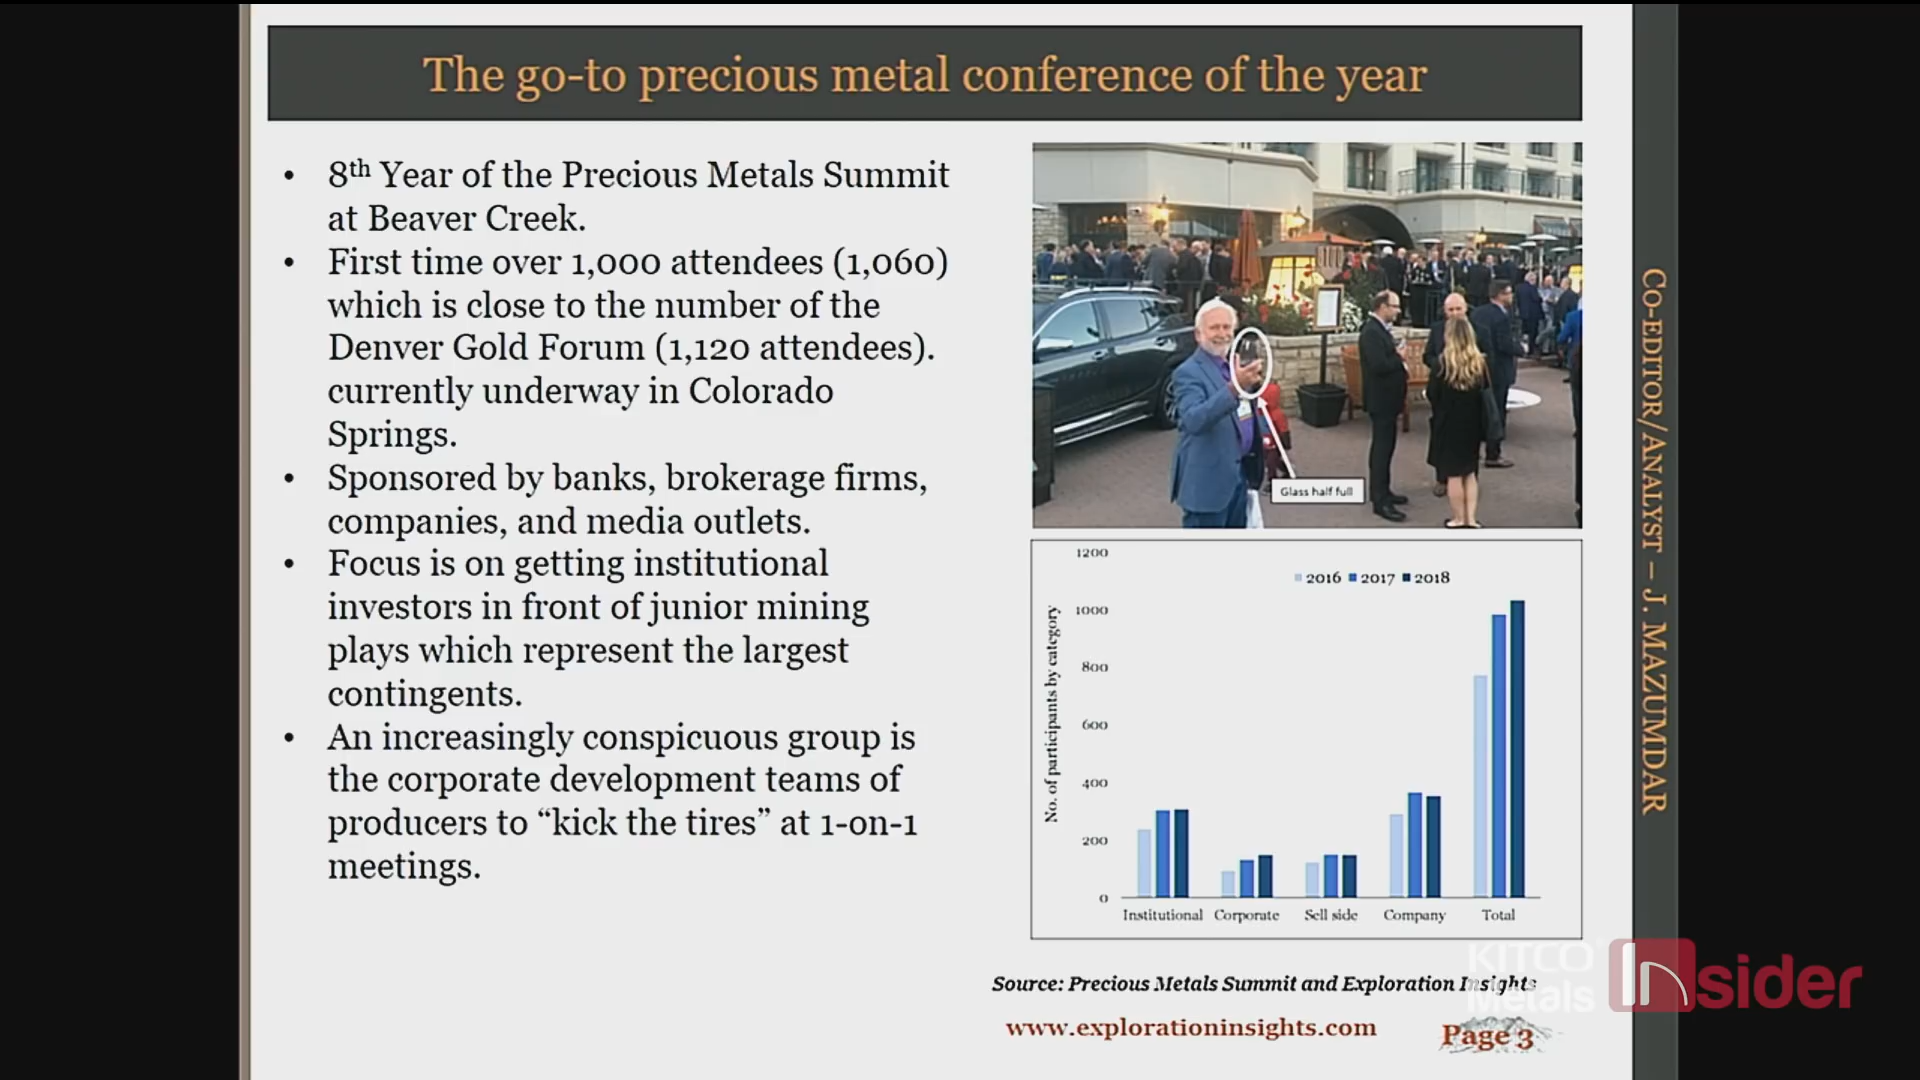 The go-to precious metal conference of the year
• 8th Year of the Precious Metals Summit
at Beaver Creek.
• First time over 1,000 attendees (1,060)
which is close to the number of the
Denver Gold Forum (1,120 attendees).
currently underway in Colorado
Springs.
• Sponsored by banks, brokerage firms,
companies, and media outlets.
• Focus is on getting institutional
investors in front of junior mining
plays which represent the largest
contingents.
• An increasingly conspicuous group is
the corporate development teams of
producers to “kick the tires” at 1-on-1
meetings.
Glass half full
1200
1000
800
600
400
200
0
No. of participants by category
2016 2017 2018
Institutional Corporate Sell side Company Total
Source: Precious Metals Summit and Exploration Insights
www.explorationinsights.com
Page 3
Co-editor/Analyst – J. Mazumdar
KITCO
Metals
Insider